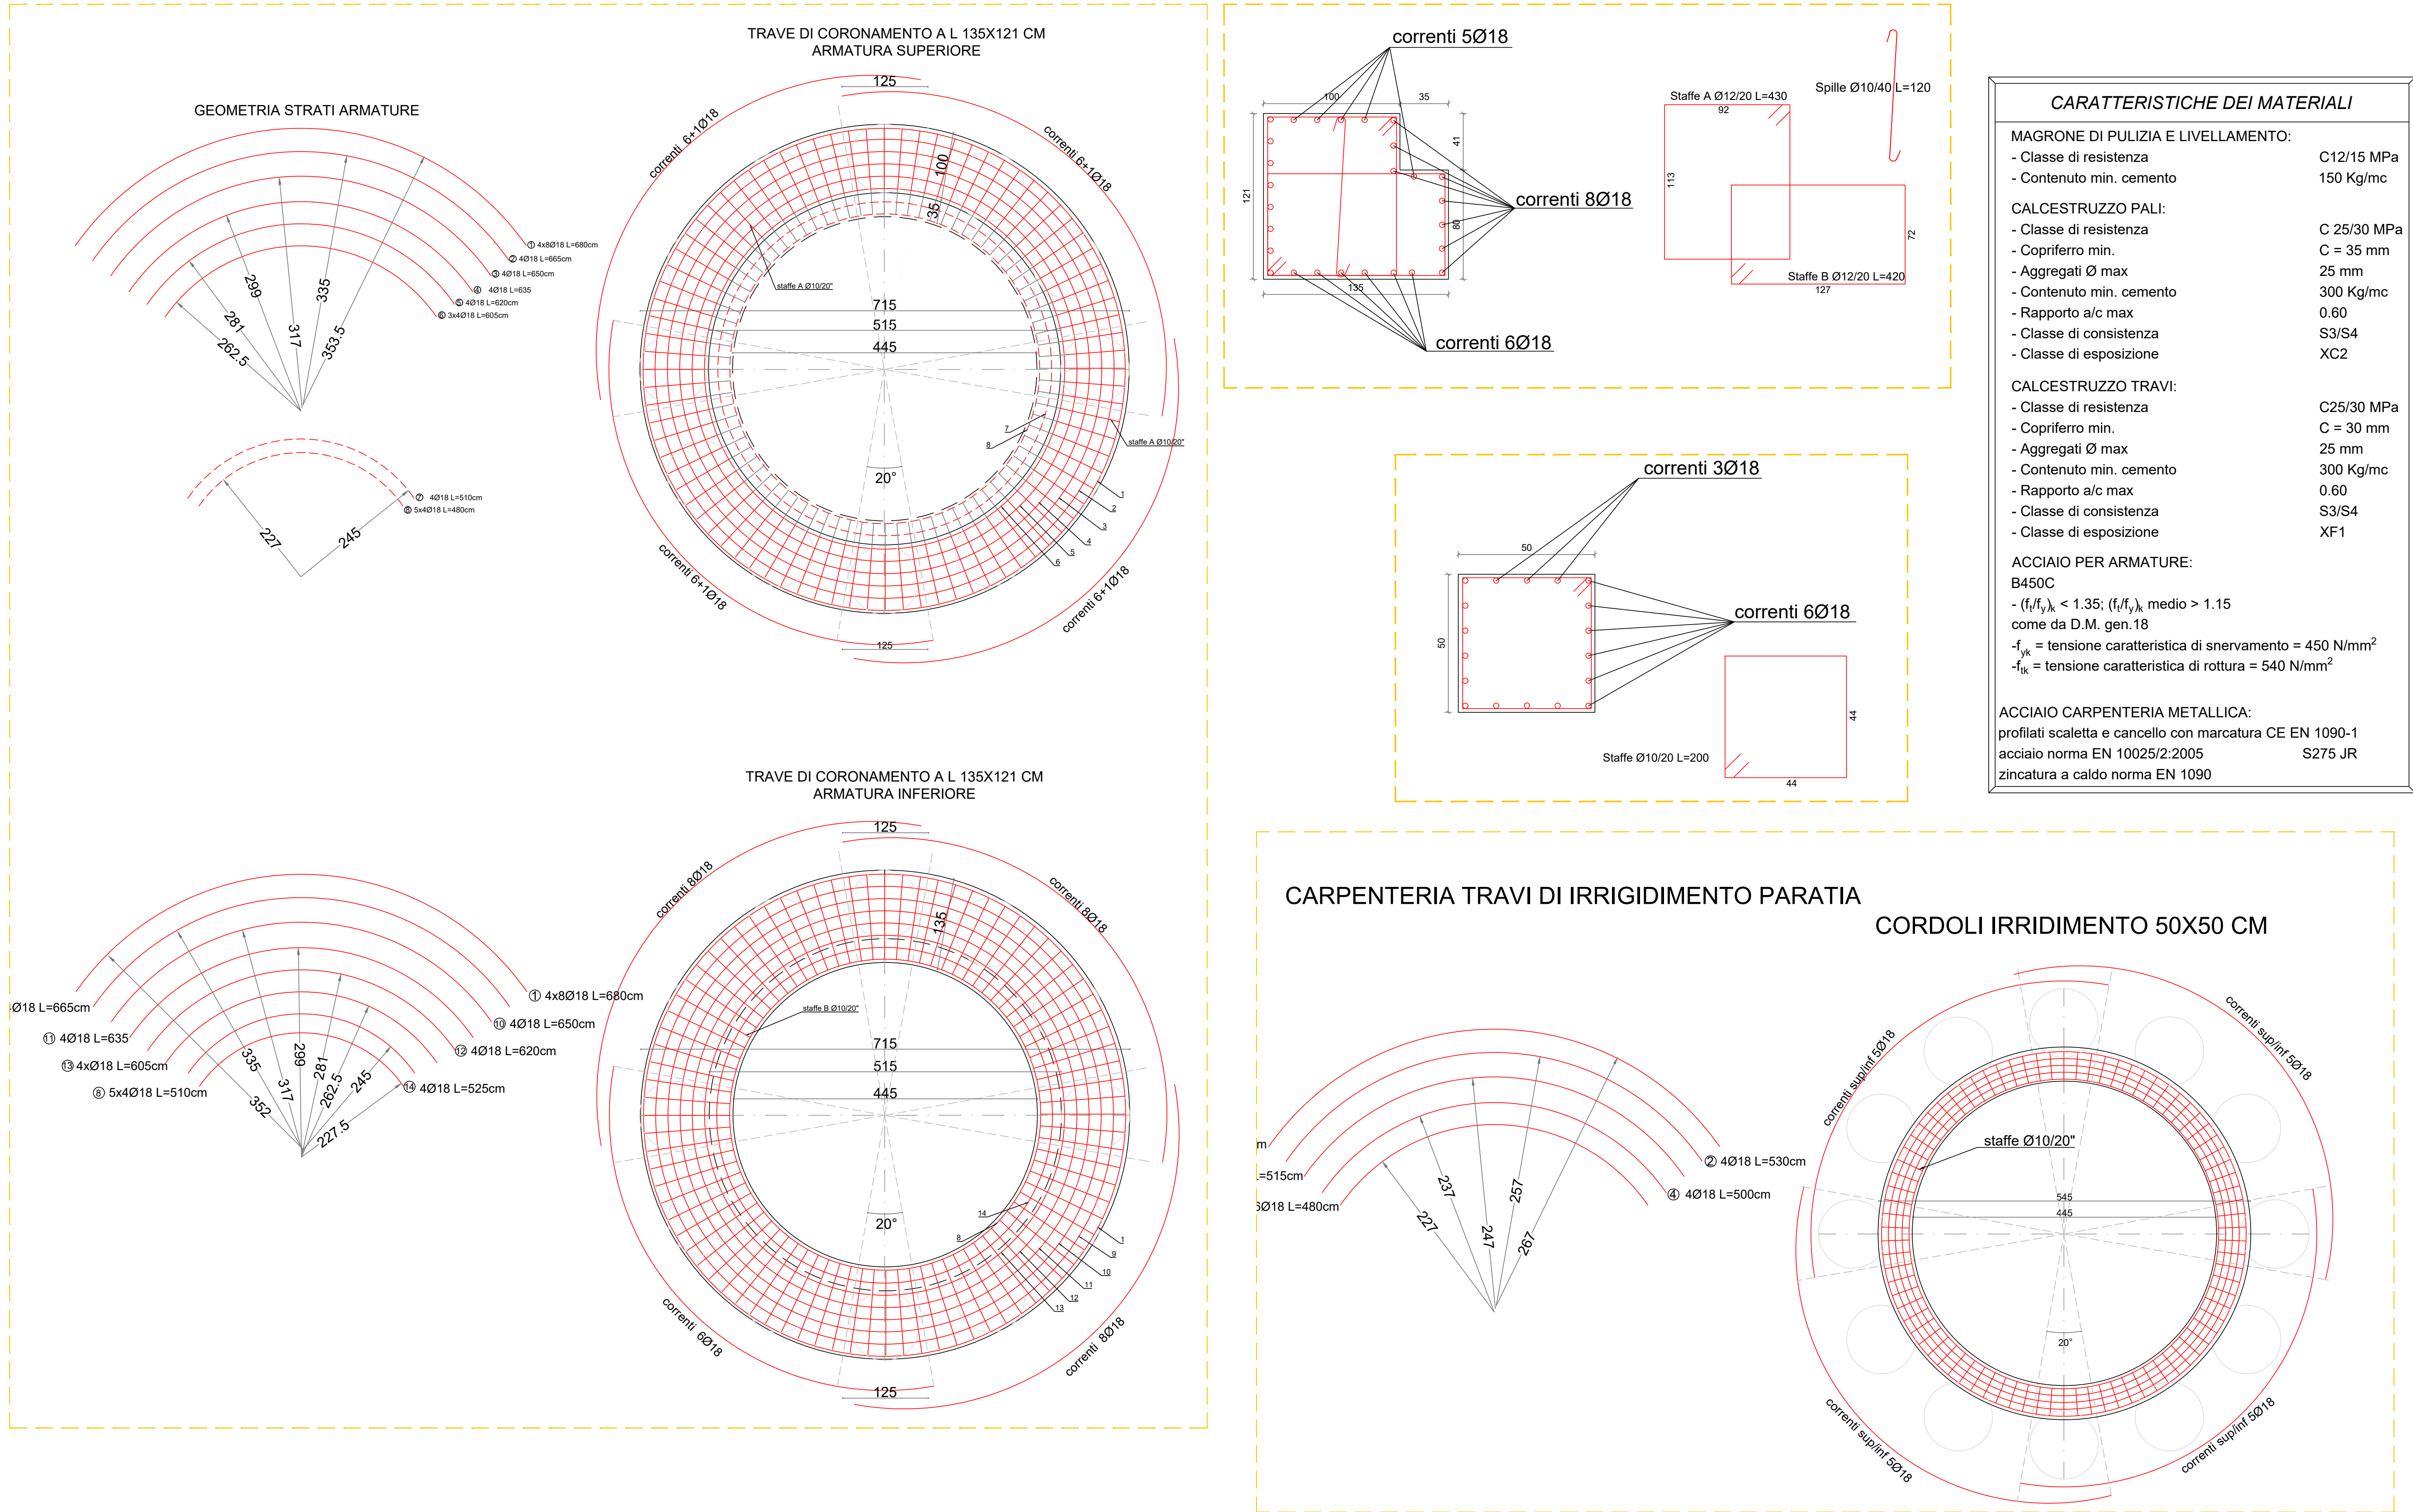 TRAVE DI CORONAMENTO A L 135X121 CM
ARMATURA SUPERIORE
GEOMETRIA STRATI ARMATURE
① 4x8Ø18 L=680cm
② 4Ø18 L=665cm
③ 4Ø18 L=650cm
④ 4Ø18 L=635
⑤ 4Ø18 L=620cm
⑥ 3x4Ø18 L=605cm
262.5
281
299
317
335
353.5
⑦ 4Ø18 L=510cm
⑧ 5x4Ø18 L=480cm
227
245
125
correnti 6+1Ø18
correnti 6+1Ø18
100
35
staffe A Ø10/20"
715
515
445
7
8
staffe A Ø10/20"
20°
1
2
3
4
5
6
correnti 6+1Ø18
correnti 6+1Ø18
125
TRAVE DI CORONAMENTO A L 135X121 CM
ARMATURA INFERIORE
① 4x8Ø18 L=680cm
Ø18 L=665cm
⑩ 4Ø18 L=650cm
⑪ 4Ø18 L=635
⑫ 4Ø18 L=620cm
⑬ 4xØ18 L=605cm
⑧ 5x4Ø18 L=510cm
⑭ 4Ø18 L=525cm
352
335
317
299
281
262.5
245
227.5
125
correnti 8Ø18
correnti 8Ø18
135
staffe B Ø10/20"
715
515
445
20°
14
8
1
9
10
11
12
13
correnti 6Ø18
correnti 8Ø18
125
correnti 5Ø18
100
35
41
121
80
135
correnti 8Ø18
correnti 6Ø18
Staffe A Ø12/20 L=430
92
113
Staffe B Ø12/20 L=420
127
72
Spille Ø10/40 L=120
correnti 3Ø18
50
50
correnti 6Ø18
44
Staffe Ø10/20 L=200
44
CARATTERISTICHE DEI MATERIALI
MAGRONE DI PULIZIA E LIVELLAMENTO:
- Classe di resistenza C12/15 MPa
- Contenuto min. cemento 150 Kg/mc
CALCESTRUZZO PALI:
- Classe di resistenza C 25/30 MPa
- Copriferro min. C = 35 mm
- Aggregati Ø max 25 mm
- Contenuto min. cemento 300 Kg/mc
- Rapporto a/c max 0.60
- Classe di consistenza S3/S4
- Classe di esposizione XC2
CALCESTRUZZO TRAVI:
- Classe di resistenza C25/30 MPa
- Copriferro min. C = 30 mm
- Aggregati Ø max 25 mm
- Contenuto min. cemento 300 Kg/mc
- Rapporto a/c max 0.60
- Classe di consistenza S3/S4
- Classe di esposizione XF1
ACCIAIO PER ARMATURE:
B450C
- (ft/fy)k < 1.35; (ft/fy)k medio > 1.15
come da D.M. gen.18
-fyk = tensione caratteristica di snervamento = 450 N/mm²
-ftk = tensione caratteristica di rottura = 540 N/mm²
ACCIAIO CARPENTERIA METALLICA:
profilati scaletta e cancello con marcatura CE EN 1090-1
acciaio norma EN 10025/2:2005 S275 JR
zincatura a caldo norma EN 1090
CARPENTERIA TRAVI DI IRRIGIDIMENTO PARATIA
CORDOLI IRRIDIMENTO 50X50 CM
m
② 4Ø18 L=530cm
=515cm
④ 4Ø18 L=500cm
6Ø18 L=480cm
227
237
247
257
267
correnti sup/inf 5Ø18
correnti sup/inf 5Ø18
staffe Ø10/20"
545
445
20°
correnti sup/inf 5Ø18
correnti sup/inf 5Ø18